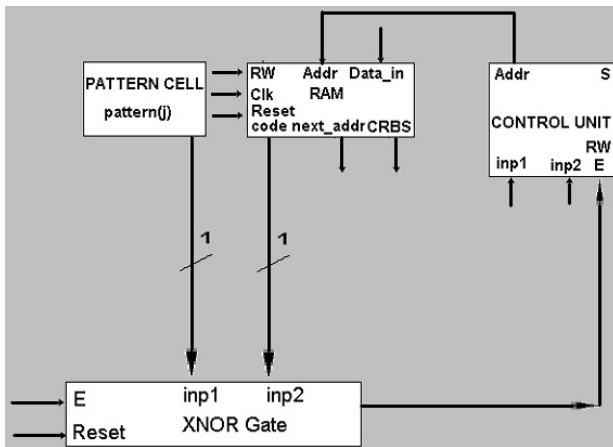 PATTERN CELL
pattern(j)
RW Addr Data_in
Clk RAM
Reset
code next_addr CRBS
Addr S
CONTROL UNIT
RW
inp1 inp2 E
1 1
E inp1 inp2
XNOR Gate
Reset